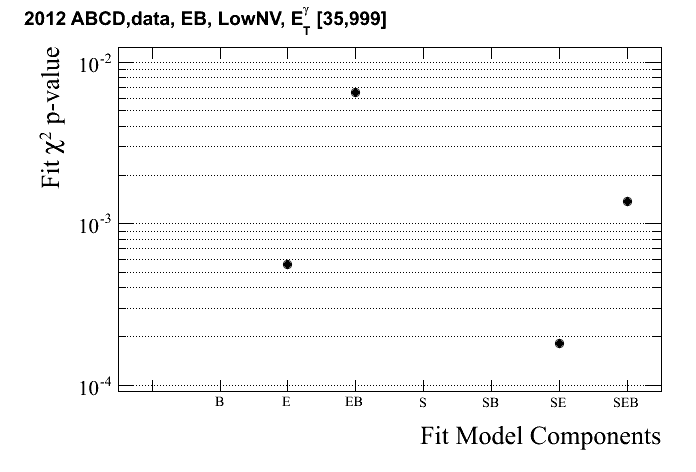 2012 ABCD,data, EB, LowNV, E_T^γ [35,999]
Fit χ² p-value
10⁻²
10⁻³
10⁻⁴
B E EB S SB SE SEB
Fit Model Components